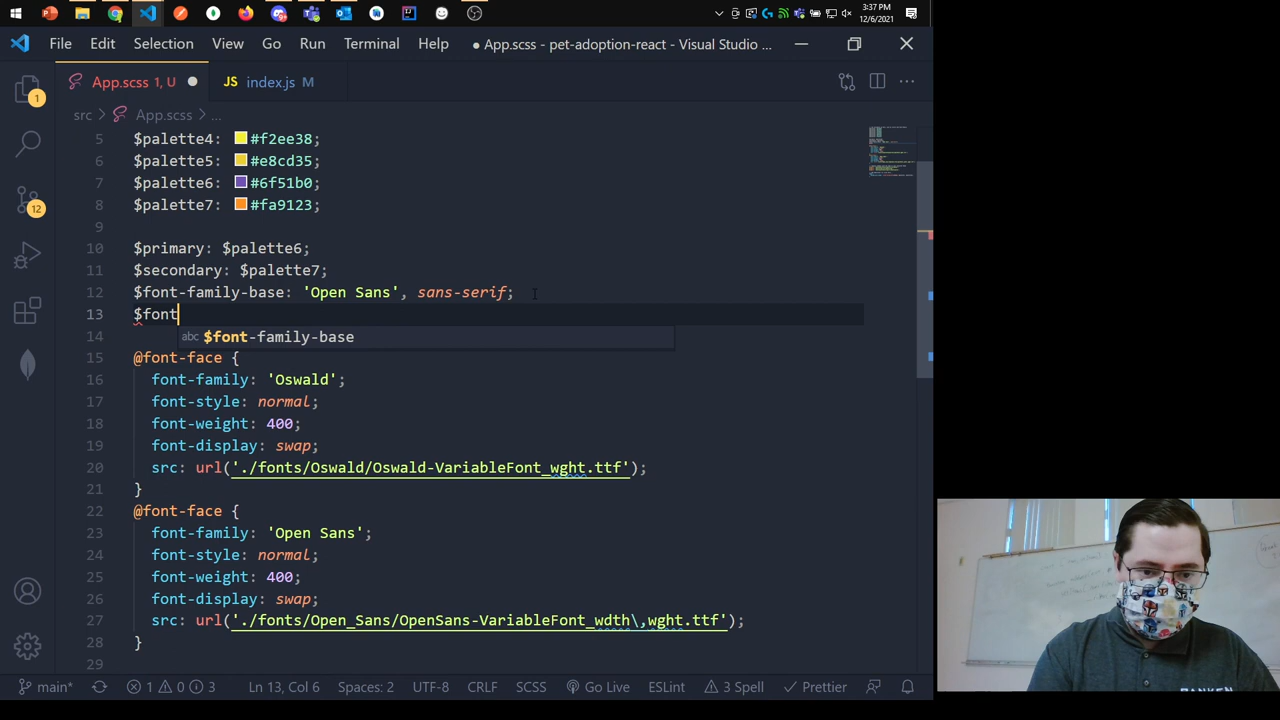 3:37 PM
12/6/2021
File Edit Selection View Go Run Terminal Help
● App.scss - pet-adoption-react - Visual Studio ...
App.scss 1, U
JS index.js M
src > App.scss > ...
1
12
5 $palette4: #f2ee38;
6 $palette5: #e8cd35;
7 $palette6: #6f51b0;
8 $palette7: #fa9123;
9
10 $primary: $palette6;
11 $secondary: $palette7;
12 $font-family-base: 'Open Sans', sans-serif;
13 $font
abc $font-family-base
14
15 @font-face {
16 font-family: 'Oswald';
17 font-style: normal;
18 font-weight: 400;
19 font-display: swap;
20 src: url('./fonts/Oswald/Oswald-VariableFont_wght.ttf');
21 }
22 @font-face {
23 font-family: 'Open Sans';
24 font-style: normal;
25 font-weight: 400;
26 font-display: swap;
27 src: url('./fonts/Open_Sans/OpenSans-VariableFont_wdth\,wght.ttf');
28 }
29
main* 1 0 3 Ln 13, Col 6 Spaces: 2 UTF-8 CRLF SCSS Go Live ESLint 3 Spell Prettier